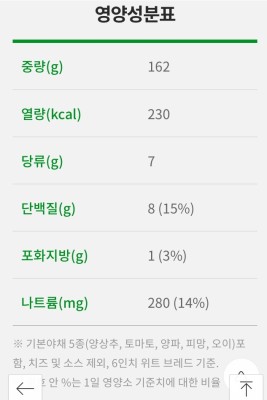 영양성분표
중량(g) 162
열량(kcal) 230
당류(g) 7
단백질(g) 8 (15%)
포화지방(g) 1 (3%)
나트륨(mg) 280 (14%)
※ 기본야채 5종(양상추, 토마토, 양파, 피망, 오이)포
함, 치즈 및 소스 제외, 6인치 위트 브레드 기준.
안 %는 1일 영양소 기준치에 대한 비율